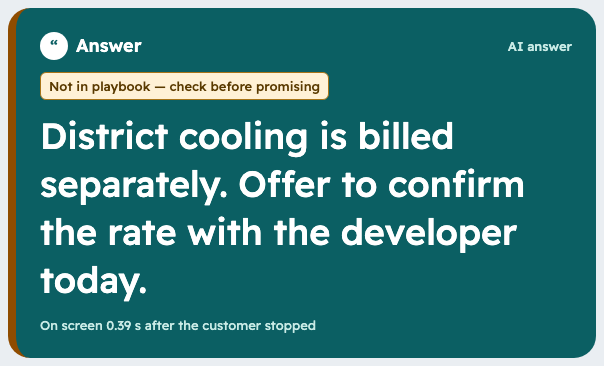 “ Answer
AI answer
Not in playbook — check before promising
District cooling is billed
separately. Offer to confirm
the rate with the developer
today.
On screen 0.39 s after the customer stopped